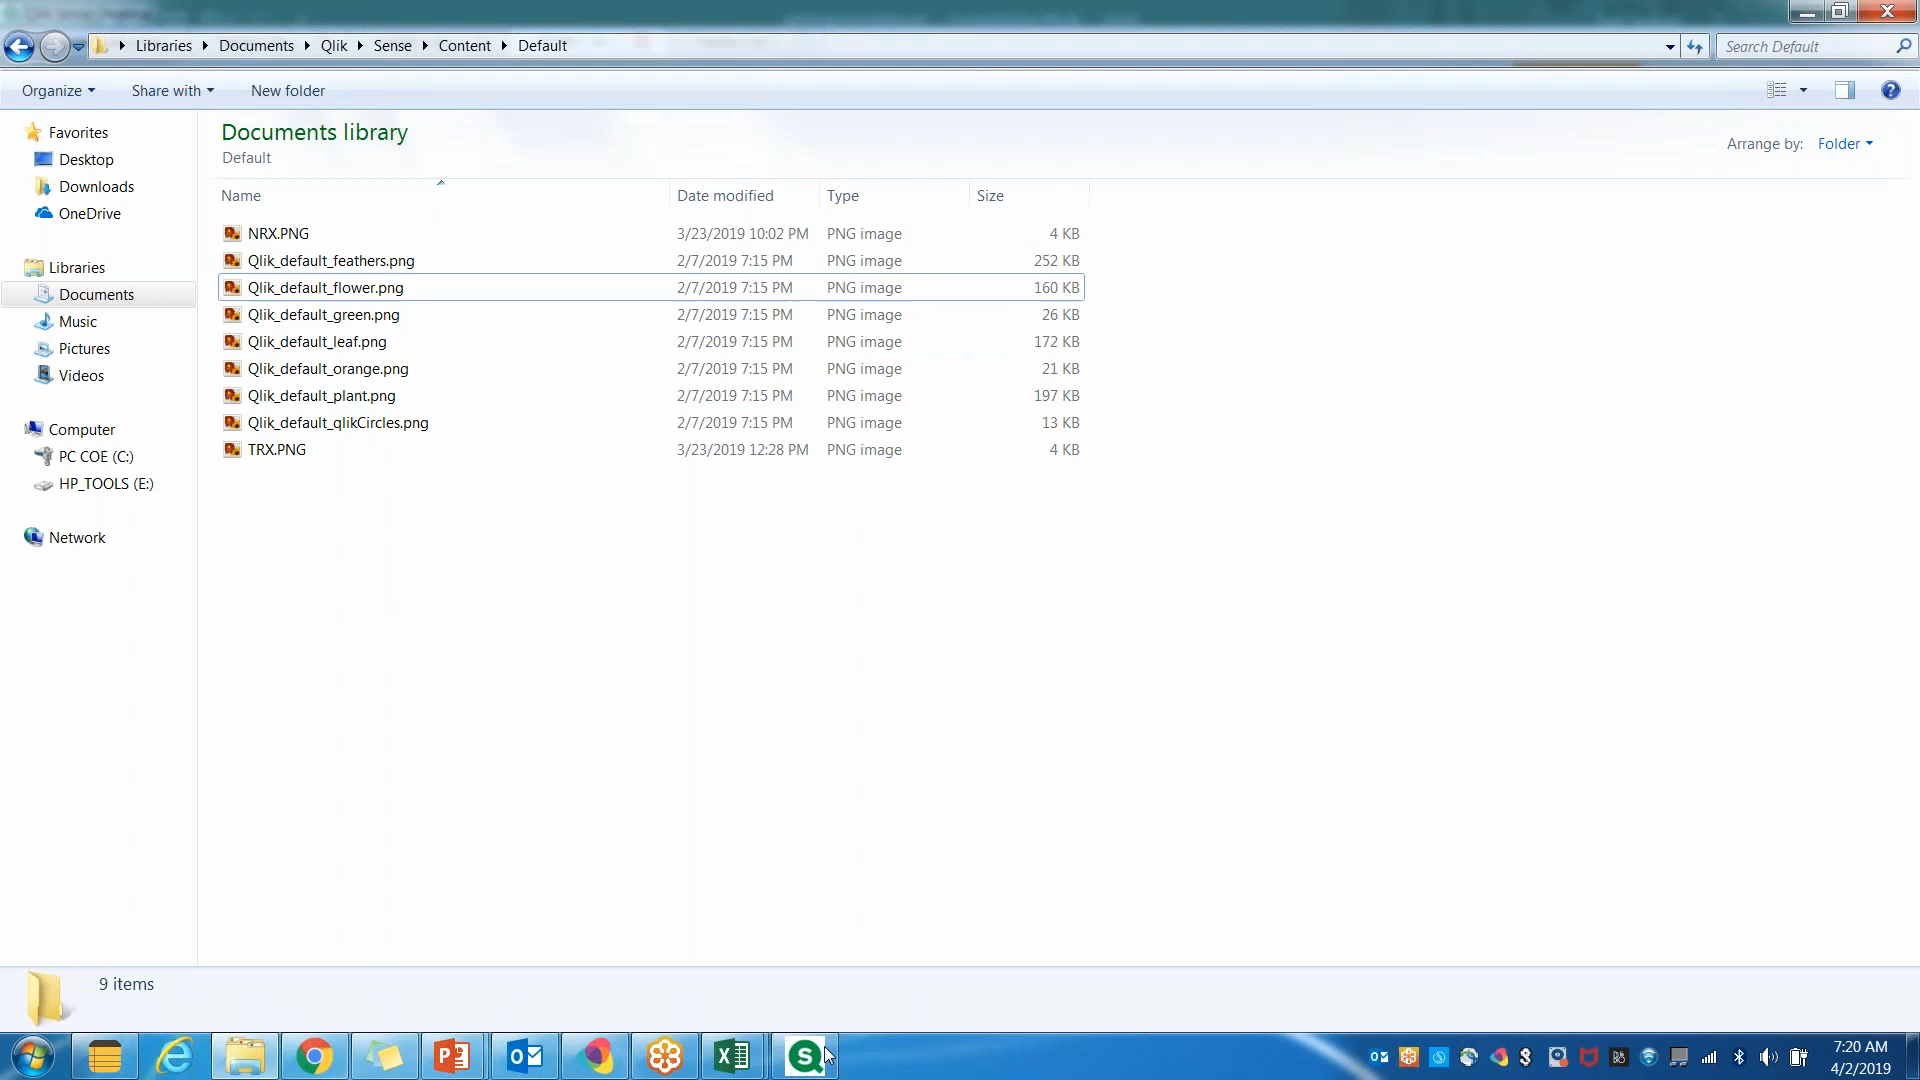 Libraries Documents Qlik Sense Content Default
Search Default
Organize Share with New folder
Documents library
Default
Arrange by: Folder
Favorites
Desktop
Downloads
OneDrive
Libraries
Documents
Music
Pictures
Videos
Computer
PC COE (C:)
HP_TOOLS (E:)
Network
Name Date modified Type Size
NRX.PNG 3/23/2019 10:02 PM PNG image 4 KB
Qlik_default_feathers.png 2/7/2019 7:15 PM PNG image 252 KB
Qlik_default_flower.png 2/7/2019 7:15 PM PNG image 160 KB
Qlik_default_green.png 2/7/2019 7:15 PM PNG image 26 KB
Qlik_default_leaf.png 2/7/2019 7:15 PM PNG image 172 KB
Qlik_default_orange.png 2/7/2019 7:15 PM PNG image 21 KB
Qlik_default_plant.png 2/7/2019 7:15 PM PNG image 197 KB
Qlik_default_qlikCircles.png 2/7/2019 7:15 PM PNG image 13 KB
TRX.PNG 3/23/2019 12:28 PM PNG image 4 KB
9 items
7:20 AM
4/2/2019